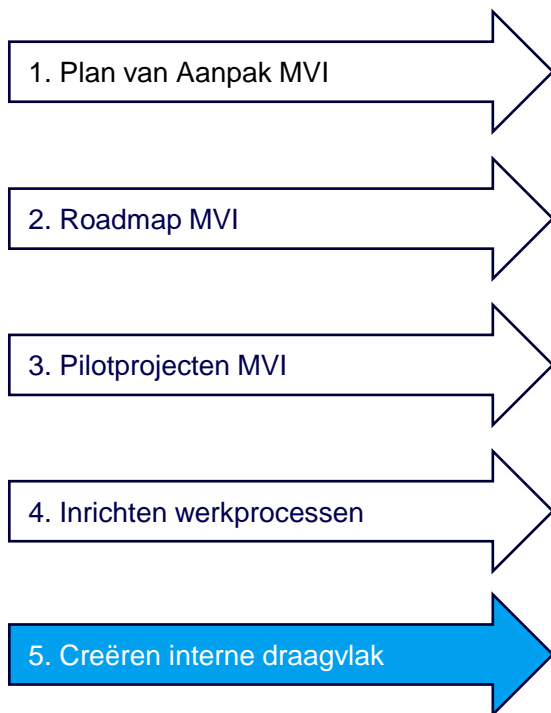 1. Plan van Aanpak MVI
2. Roadmap MVI
3. Pilotprojecten MVI
4. Inrichten werkprocessen
5. Creëren interne draagvlak